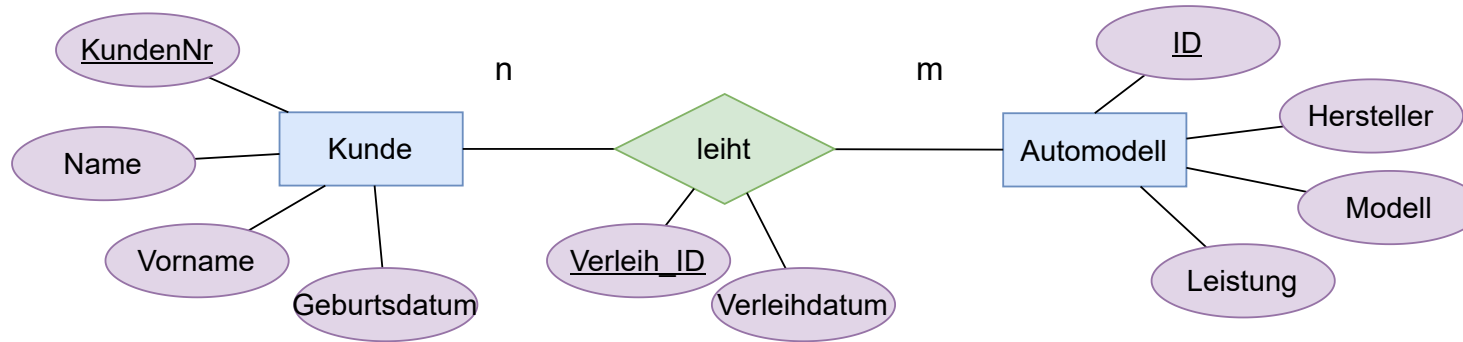 KundenNr
Name
Vorname
Geburtsdatum
Kunde
n
leiht
Verleih_ID
Verleihdatum
m
Automodell
ID
Hersteller
Modell
Leistung